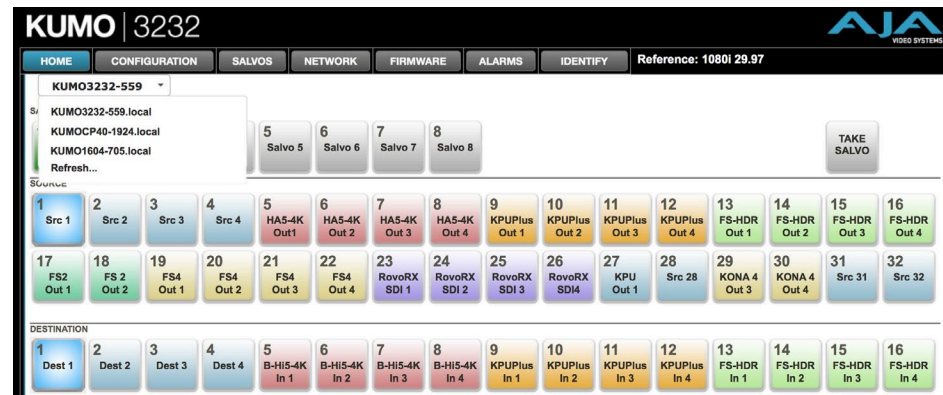 KUMO 3232
AJA
VIDEO SYSTEMS
HOME CONFIGURATION SALVOS NETWORK FIRMWARE ALARMS IDENTIFY Reference: 1080i 29.97
KUMO3232-559
KUMO3232-559.local
KUMOCP40-1924.local
KUMO1604-705.local
Refresh...
5 6 7 8
Salvo 5 Salvo 6 Salvo 7 Salvo 8
TAKE
SALVO
SOURCE
1 2 3 4 5 6 7 8 9 10 11 12 13 14 15 16
Src 1 Src 2 Src 3 Src 4 HA5-4K HA5-4K HA5-4K HA5-4K KPUPlus KPUPlus KPUPlus KPUPlus FS-HDR FS-HDR FS-HDR FS-HDR
Out1 Out 2 Out 3 Out 4 Out 1 Out 2 Out 3 Out 4 Out 1 Out 2 Out 3 Out 4
17 18 19 20 21 22 23 24 25 26 27 28 29 30 31 32
FS2 FS 2 FS4 FS4 FS4 FS4 RovoRX RovoRX RovoRX RovoRX KPU Src 28 KONA 4 KONA 4 Src 31 Src 32
Out 1 Out 2 Out 1 Out 2 Out 3 Out 4 SDI 1 SDI 2 SDI 3 SDI4 Out 1 Out 3 Out 4
DESTINATION
1 2 3 4 5 6 7 8 9 10 11 12 13 14 15 16
Dest 1 Dest 2 Dest 3 Dest 4 B-Hi5-4K B-Hi5-4K B-Hi5-4K B-Hi5-4K KPUPlus KPUPlus KPUPlus KPUPlus FS-HDR FS-HDR FS-HDR FS-HDR
In 1 In 2 In 3 In 4 In 1 In 2 In 3 In 4 In 1 In 2 In 3 In 4